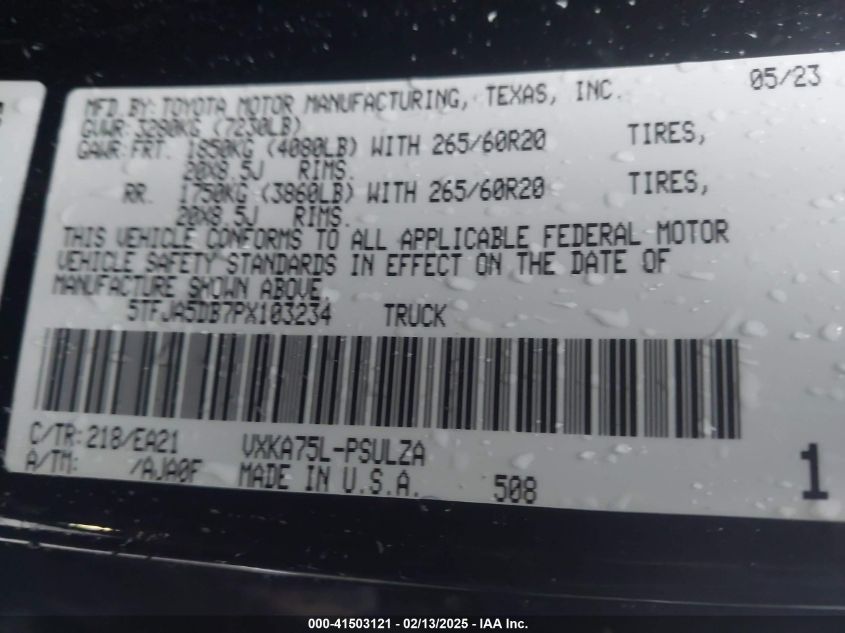 05/23
MFD. BY: TOYOTA MOTOR MANUFACTURING, TEXAS, INC.
GVWR: 3280KG (7230LB)
GAWR: FRT. 1850KG (4080LB) WITH 265/60R20 TIRES,
20X8.5J RIMS.
RR. 1750KG (3860LB) WITH 265/60R20 TIRES,
20X8.5J RIMS.
THIS VEHICLE CONFORMS TO ALL APPLICABLE FEDERAL MOTOR
VEHICLE SAFETY STANDARDS IN EFFECT ON THE DATE OF
MANUFACTURE SHOWN ABOVE.
5TFJA5DB7PX103234 TRUCK
C/TR: 218/EA21 VXKA75L-PSULZA
A/TM: /AJA0F MADE IN U.S.A. 508 1
000-41503121 - 02/13/2025 - IAA Inc.